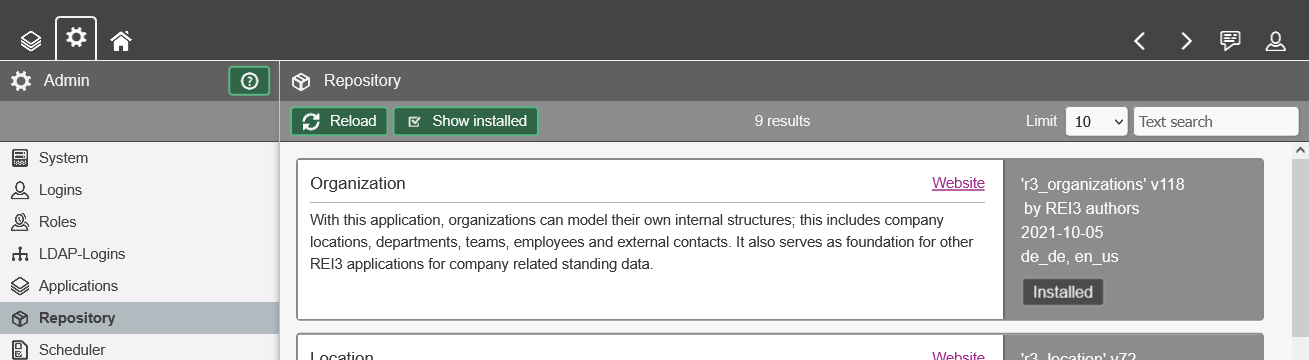 Admin
Repository
Reload
Show installed
9 results
Limit
10
Text search
System
Logins
Roles
LDAP-Logins
Applications
Repository
Scheduler
Organization
Website
With this application, organizations can model their own internal structures; this includes company
locations, departments, teams, employees and external contacts. It also serves as foundation for other
REI3 applications for company related standing data.
'r3_organizations' v118
by REI3 authors
2021-10-05
de_de, en_us
Installed
Location
Website
'r3_location' v72